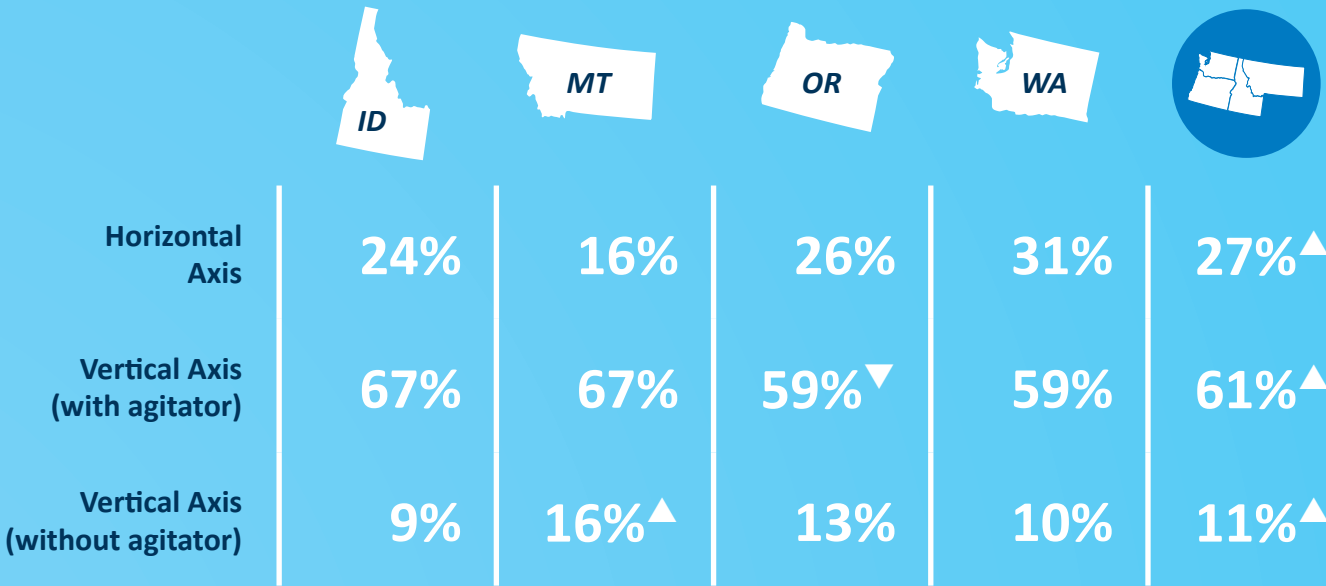 ID
MT
OR
WA
Horizontal
Axis
24%
16%
26%
31%
27%▲
Vertical Axis
(with agitator)
67%
67%
59%▼
59%
61%▲
Vertical Axis
(without agitator)
9%
16%▲
13%
10%
11%▲